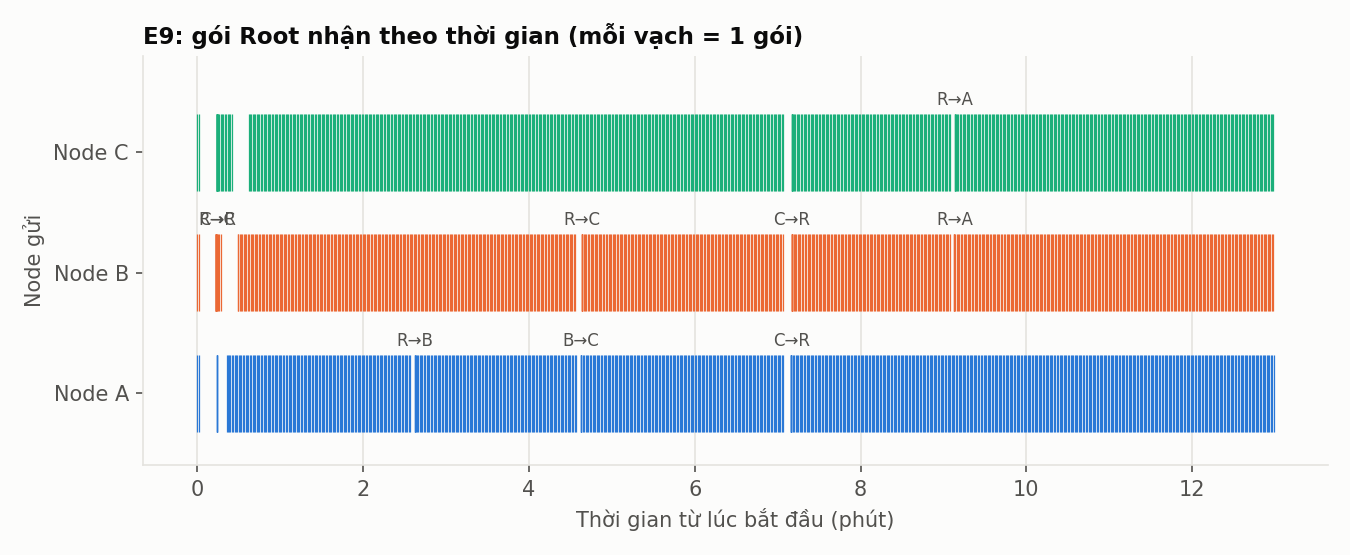 E9: gói Root nhận theo thời gian (mỗi vạch = 1 gói)
R→A
Node C
R→C
C→R
R→A
Node B
R→B
B→C
C→R
Node A
Node gửi
0 2 4 6 8 10 12
Thời gian từ lúc bắt đầu (phút)